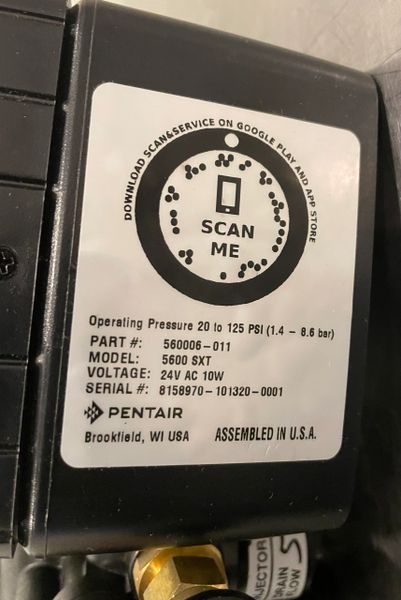 DOWNLOAD SCAN&SERVICE ON GOOGLE PLAY AND APP STORE
SCAN
ME
Operating Pressure 20 to 125 PSI (1.4 – 8.6 bar)
PART #: 560006-011
MODEL: 5600 SXT
VOLTAGE: 24V AC 10W
SERIAL #: 8158970-101320-0001
PENTAIR
Brookfield, WI USA ASSEMBLED IN U.S.A.
INJECTOR
DRAIN
FLOW